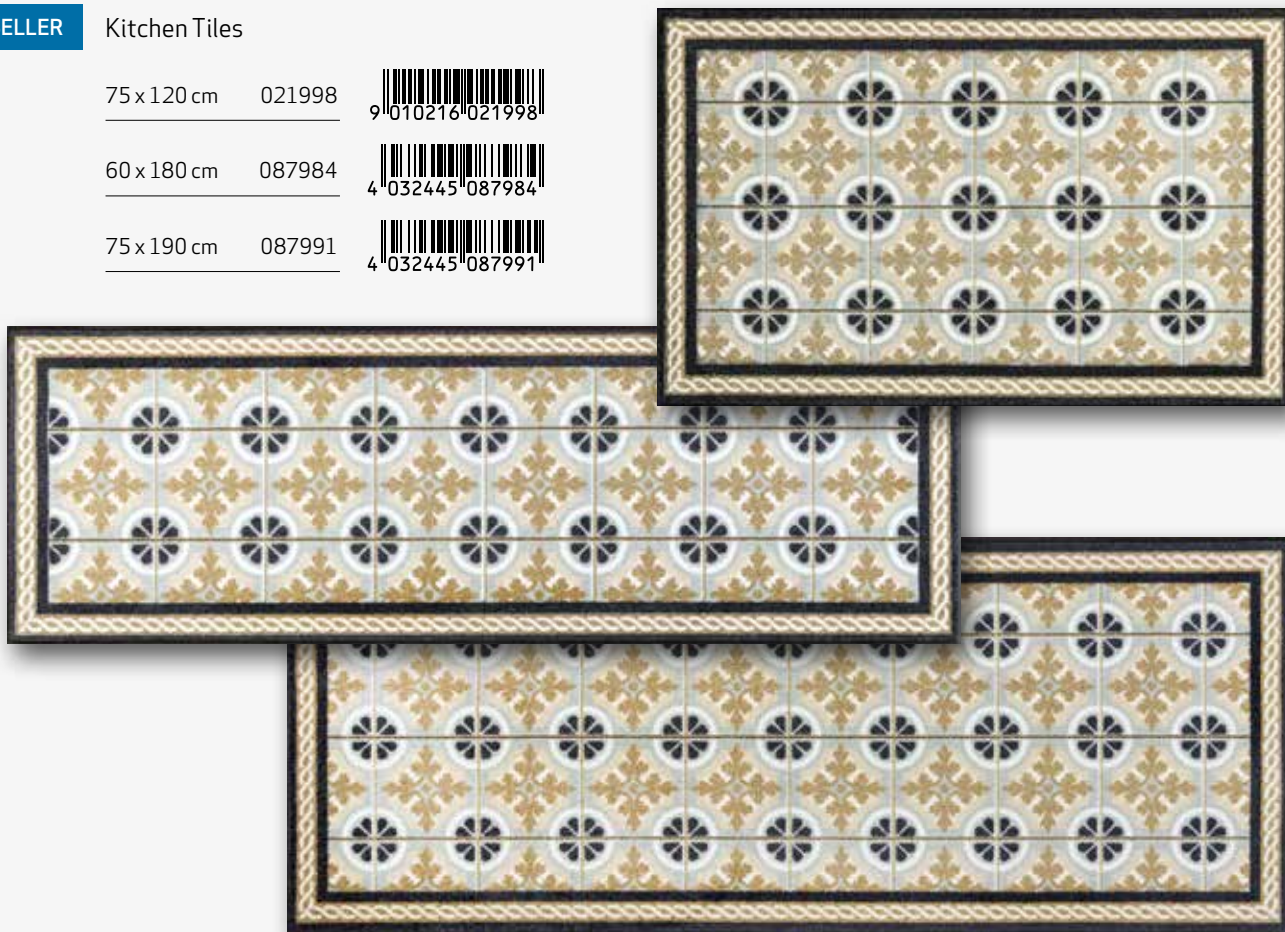 ELLER
Kitchen Tiles
75 x 120 cm 021998
9 010216 021998
60 x 180 cm 087984
4 032445 087984
75 x 190 cm 087991
4 032445 087991